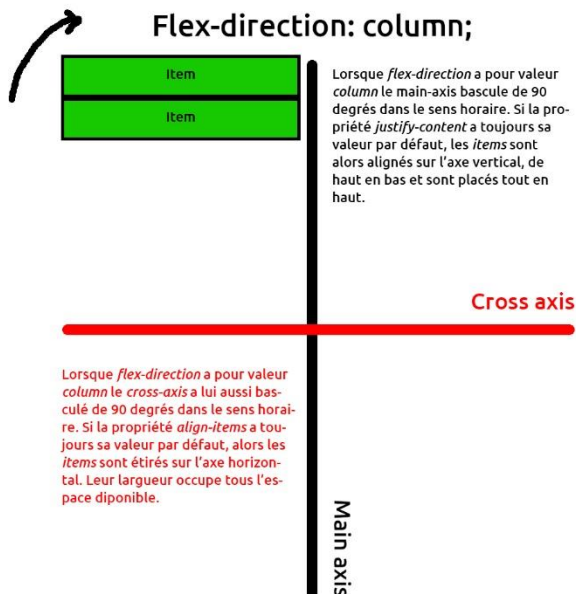 Flex-direction: column;
Item
Item
Lorsque flex-direction a pour valeur
column le main-axis bascule de 90
degrés dans le sens horaire. Si la pro-
priété justify-content a toujours sa
valeur par défaut, les items sont
alors alignés sur l'axe vertical, de
haut en bas et sont placés tout en
haut.
Cross axis
Lorsque flex-direction a pour valeur
column le cross-axis a lui aussi bas-
culé de 90 degrés dans le sens horai-
re. Si la propriété align-items a tou-
jours sa valeur par défaut, alors les
items sont étirés sur l'axe horizon-
tal. Leur largueur occupe tous l'es-
pace diponible.
Main axis